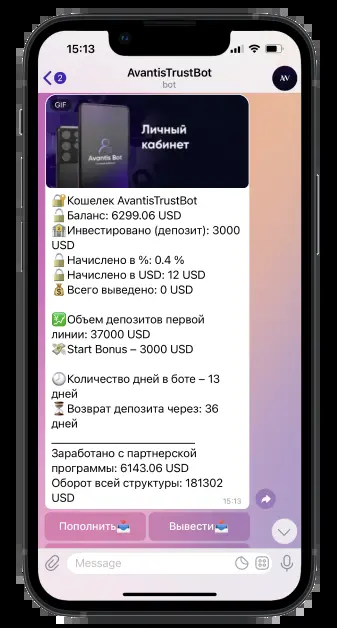 15:13
2
AvantisTrustBot
bot
GIF
Личный
кабинет
Avantis Bot
Кошелек AvantisTrustBot
Баланс: 6299.06 USD
Инвестировано (депозит): 3000
USD
Начислено в %: 0.4 %
Начислено в USD: 12 USD
Всего выведено: 0 USD
Объем депозитов первой
линии: 37000 USD
Start Bonus – 3000 USD
Количество дней в боте – 13
дней
Возврат депозита через: 36
дней
Заработано с партнерской
программы: 6143.06 USD
Оборот всей структуры: 181302
USD
15:13
Пополнить
Вывести
Message